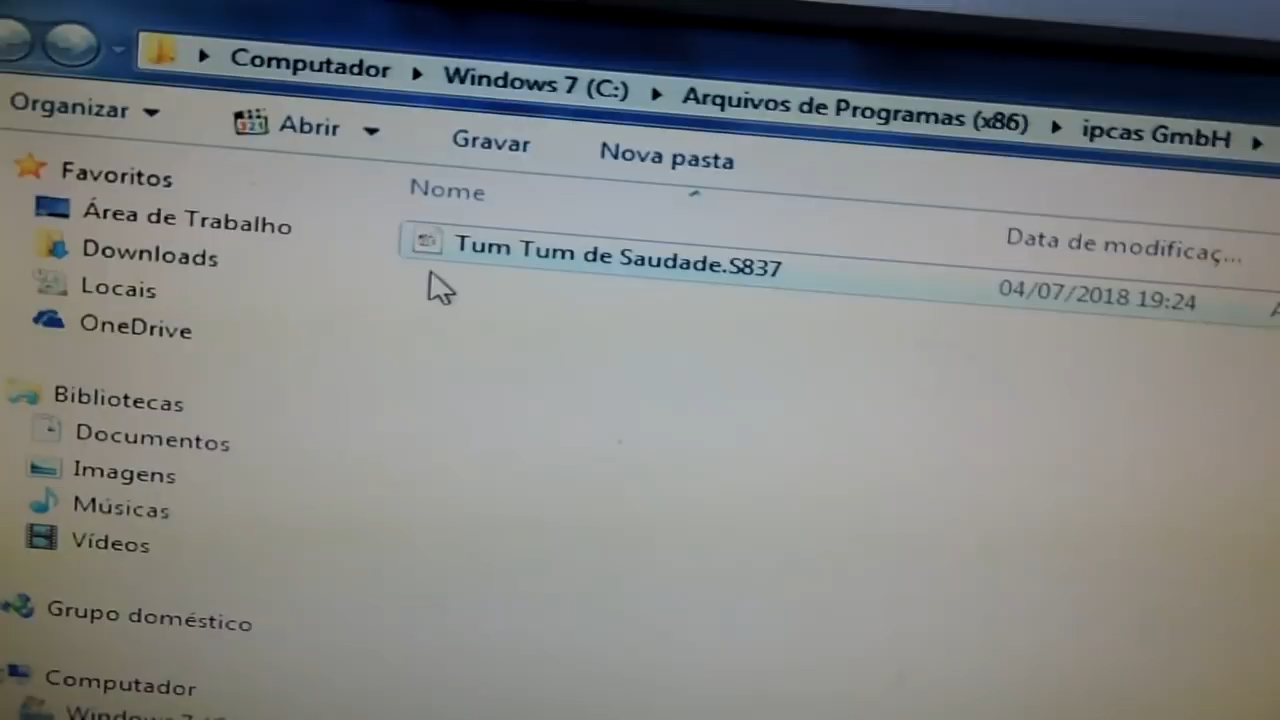 Computador Windows 7 (C:) Arquivos de Programas (x86) ipcas GmbH
Organizar Abrir Gravar Nova pasta
Nome Data de modificaç...
Tum Tum de Saudade.S837 04/07/2018 19:24
Favoritos
Área de Trabalho
Downloads
Locais
OneDrive
Bibliotecas
Documentos
Imagens
Músicas
Vídeos
Grupo doméstico
Computador
Windows 7